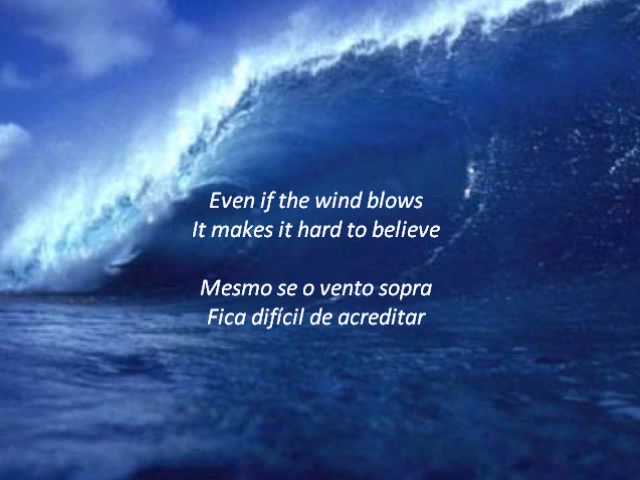 Even if the wind blows
It makes it hard to believe
Mesmo se o vento sopra
Fica difícil de acreditar